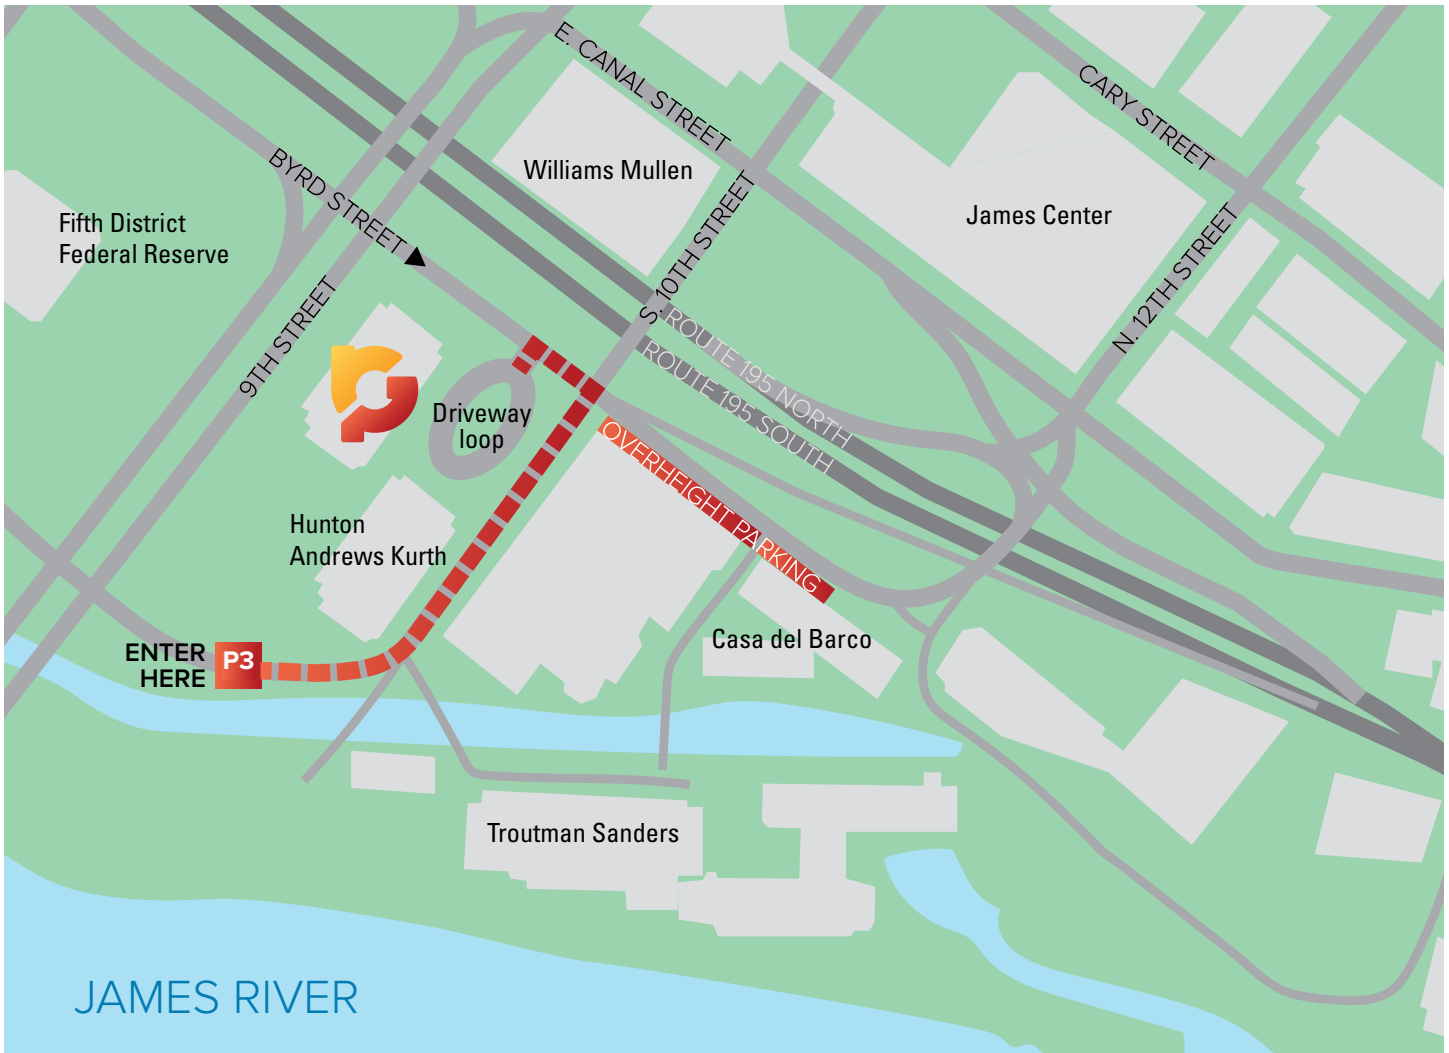 E. CANAL STREET
CARY STREET
BYRD STREET
Williams Mullen
James Center
Fifth District
Federal Reserve
S. 10TH STREET
N. 12TH STREET
9TH STREET
ROUTE 195 NORTH
ROUTE 195 SOUTH
Driveway
loop
OVERHEIGHT PARKING
Hunton
Andrews Kurth
Casa del Barco
ENTER
HERE
P3
Troutman Sanders
JAMES RIVER